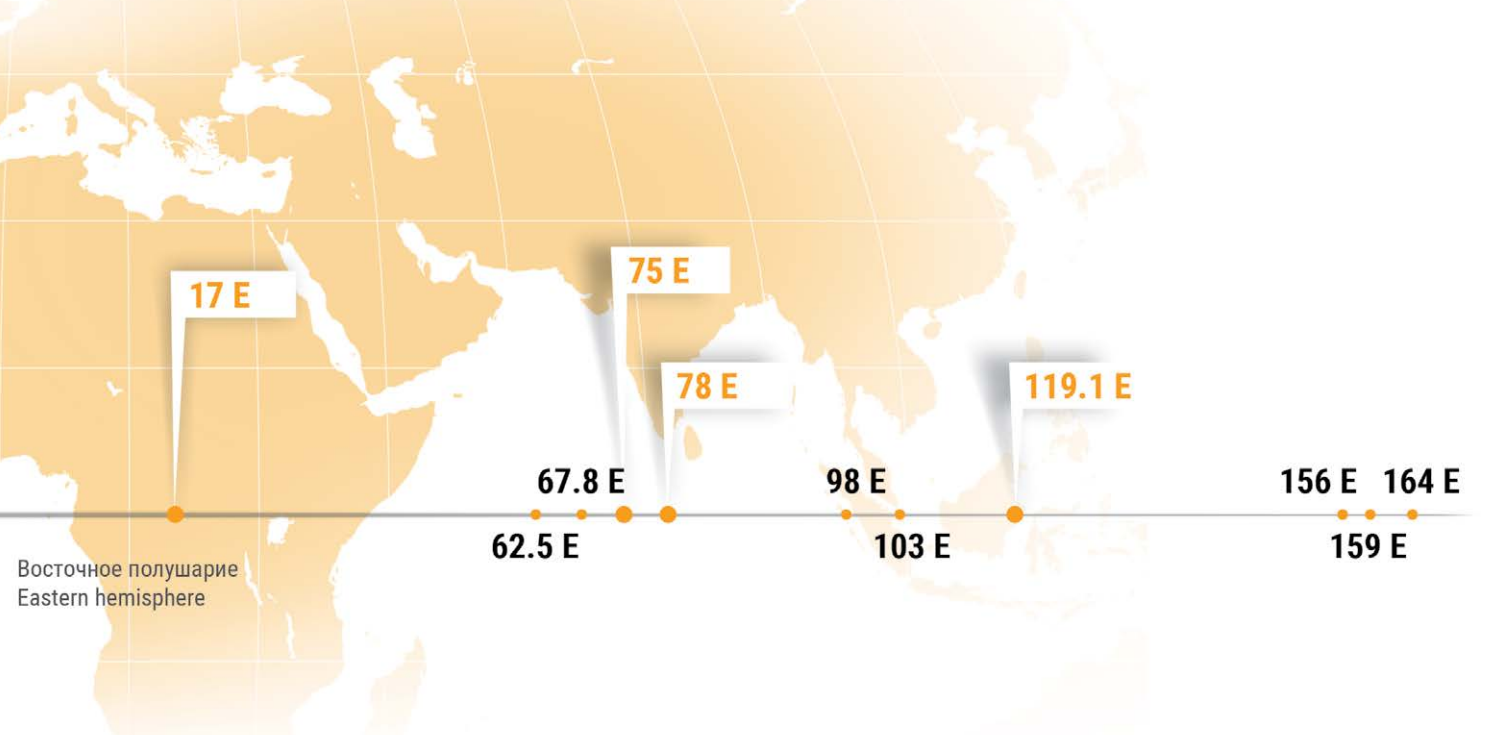 75 E
17 E
78 E
119.1 E
67.8 E
98 E
156 E
164 E
62.5 E
103 E
159 E
Восточное полушарие
Eastern hemisphere